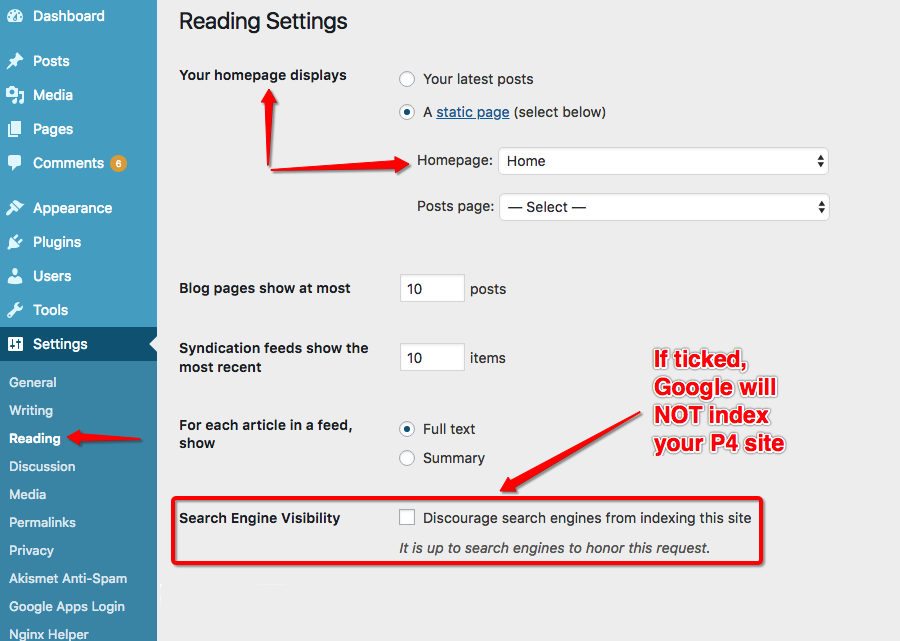 Dashboard
Posts
Media
Pages
Comments 6
Appearance
Plugins
Users
Tools
Settings
General
Writing
Reading
Discussion
Media
Permalinks
Privacy
Akismet Anti-Spam
Google Apps Login
Nginx Helper
Reading Settings
Your homepage displays
Your latest posts
A static page (select below)
Homepage: Home
Posts page: — Select —
Blog pages show at most 10 posts
Syndication feeds show the
most recent
10 items
For each article in a feed,
show
Full text
Summary
If ticked,
Google will
NOT index
your P4 site
Search Engine Visibility
Discourage search engines from indexing this site
It is up to search engines to honor this request.